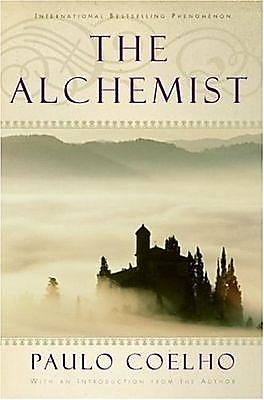 INTERNATIONAL BESTSELLING PHENOMENON
THE
ALCHEMIST
PAULO COELHO
WITH AN INTRODUCTION FROM THE AUTHOR